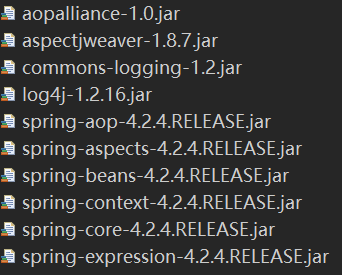 aopalliance-1.0.jar
aspectjweaver-1.8.7.jar
commons-logging-1.2.jar
log4j-1.2.16.jar
spring-aop-4.2.4.RELEASE.jar
spring-aspects-4.2.4.RELEASE.jar
spring-beans-4.2.4.RELEASE.jar
spring-context-4.2.4.RELEASE.jar
spring-core-4.2.4.RELEASE.jar
spring-expression-4.2.4.RELEASE.jar